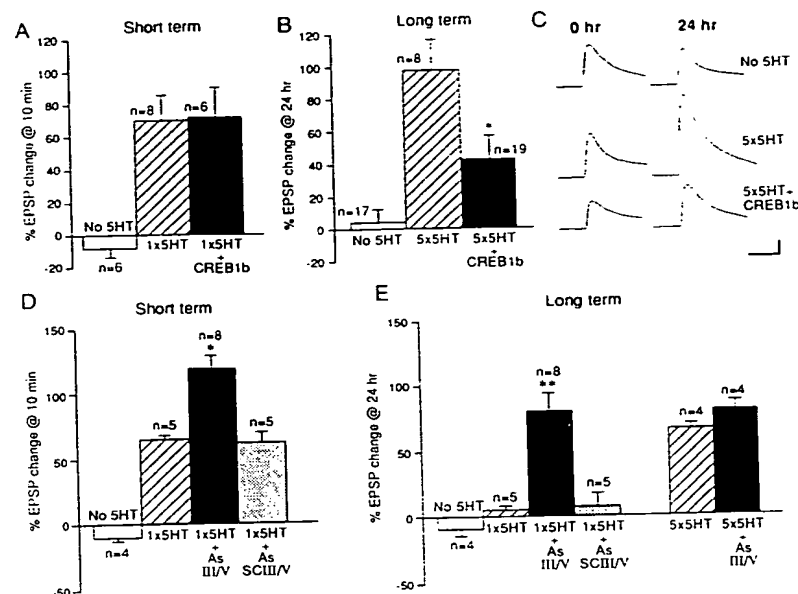 A
Short term
% EPSP change @ 10 min
120
100
80
60
40
20
0
-20
No 5HT
n=6
n=8
n=6
1x5HT
1x5HT
+
CREB1b
B
Long term
% EPSP change @ 24 hr
120
100
80
60
40
20
0
-20
n=17
n=8
*
n=19
No 5HT
5x5HT
5x5HT
+
CREB1b
C
0 hr
24 hr
No 5HT
5x5HT
5x5HT+
CREB1b
D
Short term
% EPSP change @ 10 min
150
100
50
0
-50
No 5HT
n=4
n=5
n=8
*
n=5
1x5HT
1x5HT
+
As
III/V
1x5HT
+
As
SCIII/V
E
Long term
% EPSP change @ 24 hr
150
100
50
0
-50
No 5HT
n=4
n=5
n=8
**
n=5
n=4
n=4
1x5HT
1x5HT
+
As
III/V
1x5HT
+
As
SCIII/V
5x5HT
5x5HT
+
As
III/V